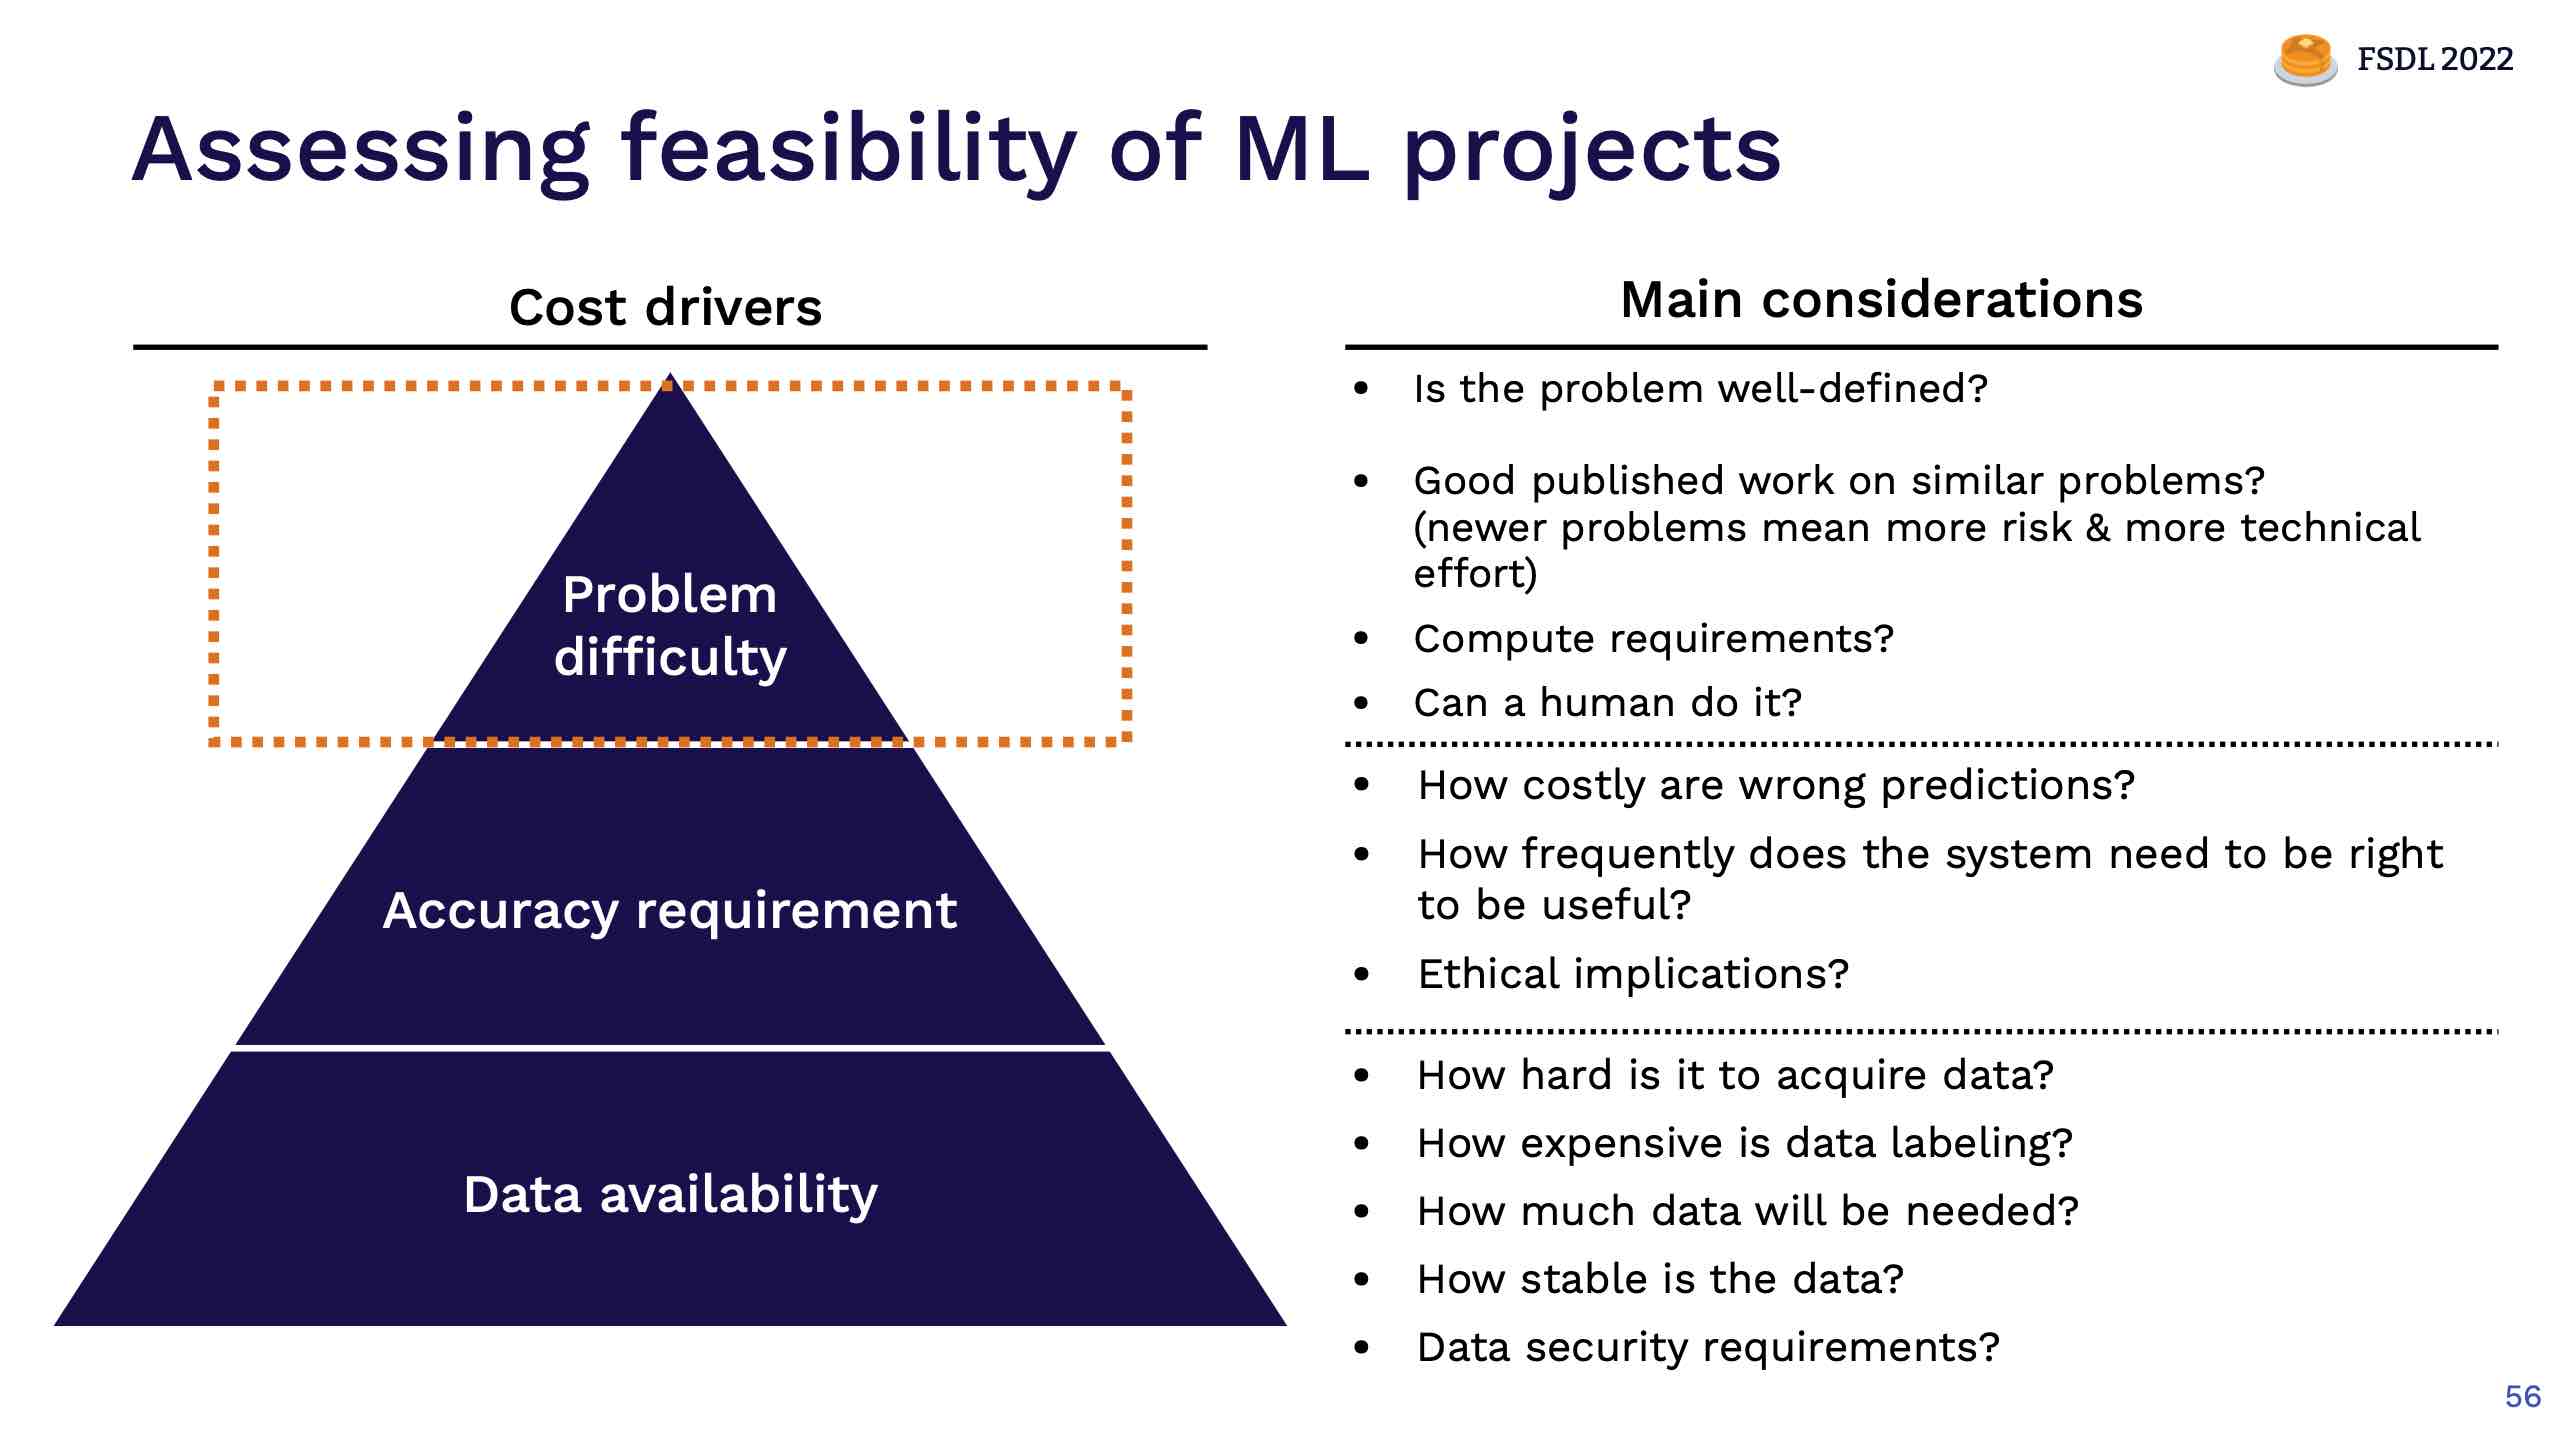 FSDL 2022
Assessing feasibility of ML projects
Cost drivers
Problem
difficulty
Accuracy requirement
Data availability
Main considerations
• Is the problem well-defined?
• Good published work on similar problems?
(newer problems mean more risk & more technical
effort)
• Compute requirements?
• Can a human do it?
• How costly are wrong predictions?
• How frequently does the system need to be right
to be useful?
• Ethical implications?
• How hard is it to acquire data?
• How expensive is data labeling?
• How much data will be needed?
• How stable is the data?
• Data security requirements?
56